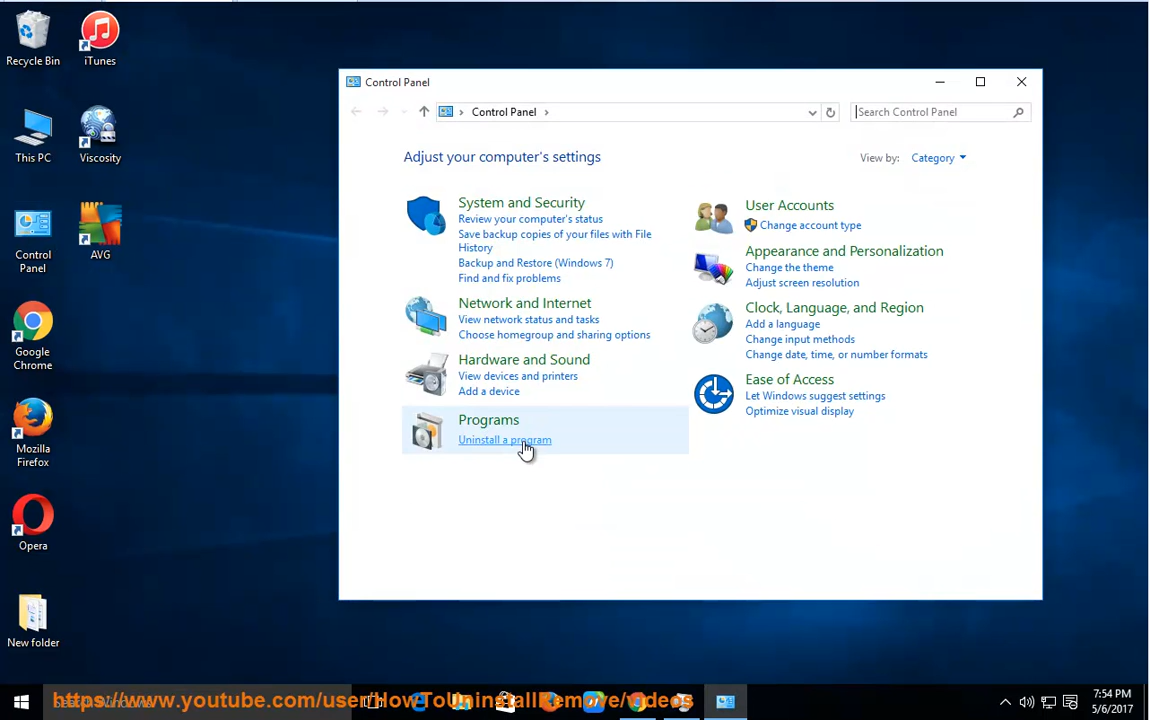 Recycle Bin
iTunes
This PC
Viscosity
Control
Panel
AVG
Google
Chrome
Mozilla
Firefox
Opera
New folder
Control Panel
Control Panel
Search Control Panel
Adjust your computer's settings
View by: Category
System and Security
Review your computer's status
Save backup copies of your files with File
History
Backup and Restore (Windows 7)
Find and fix problems
Network and Internet
View network status and tasks
Choose homegroup and sharing options
Hardware and Sound
View devices and printers
Add a device
Programs
Uninstall a program
User Accounts
Change account type
Appearance and Personalization
Change the theme
Adjust screen resolution
Clock, Language, and Region
Add a language
Change input methods
Change date, time, or number formats
Ease of Access
Let Windows suggest settings
Optimize visual display
Search Windows
https://www.youtube.com/user/HowToUninstallRemove/videos
7:54 PM
5/6/2017